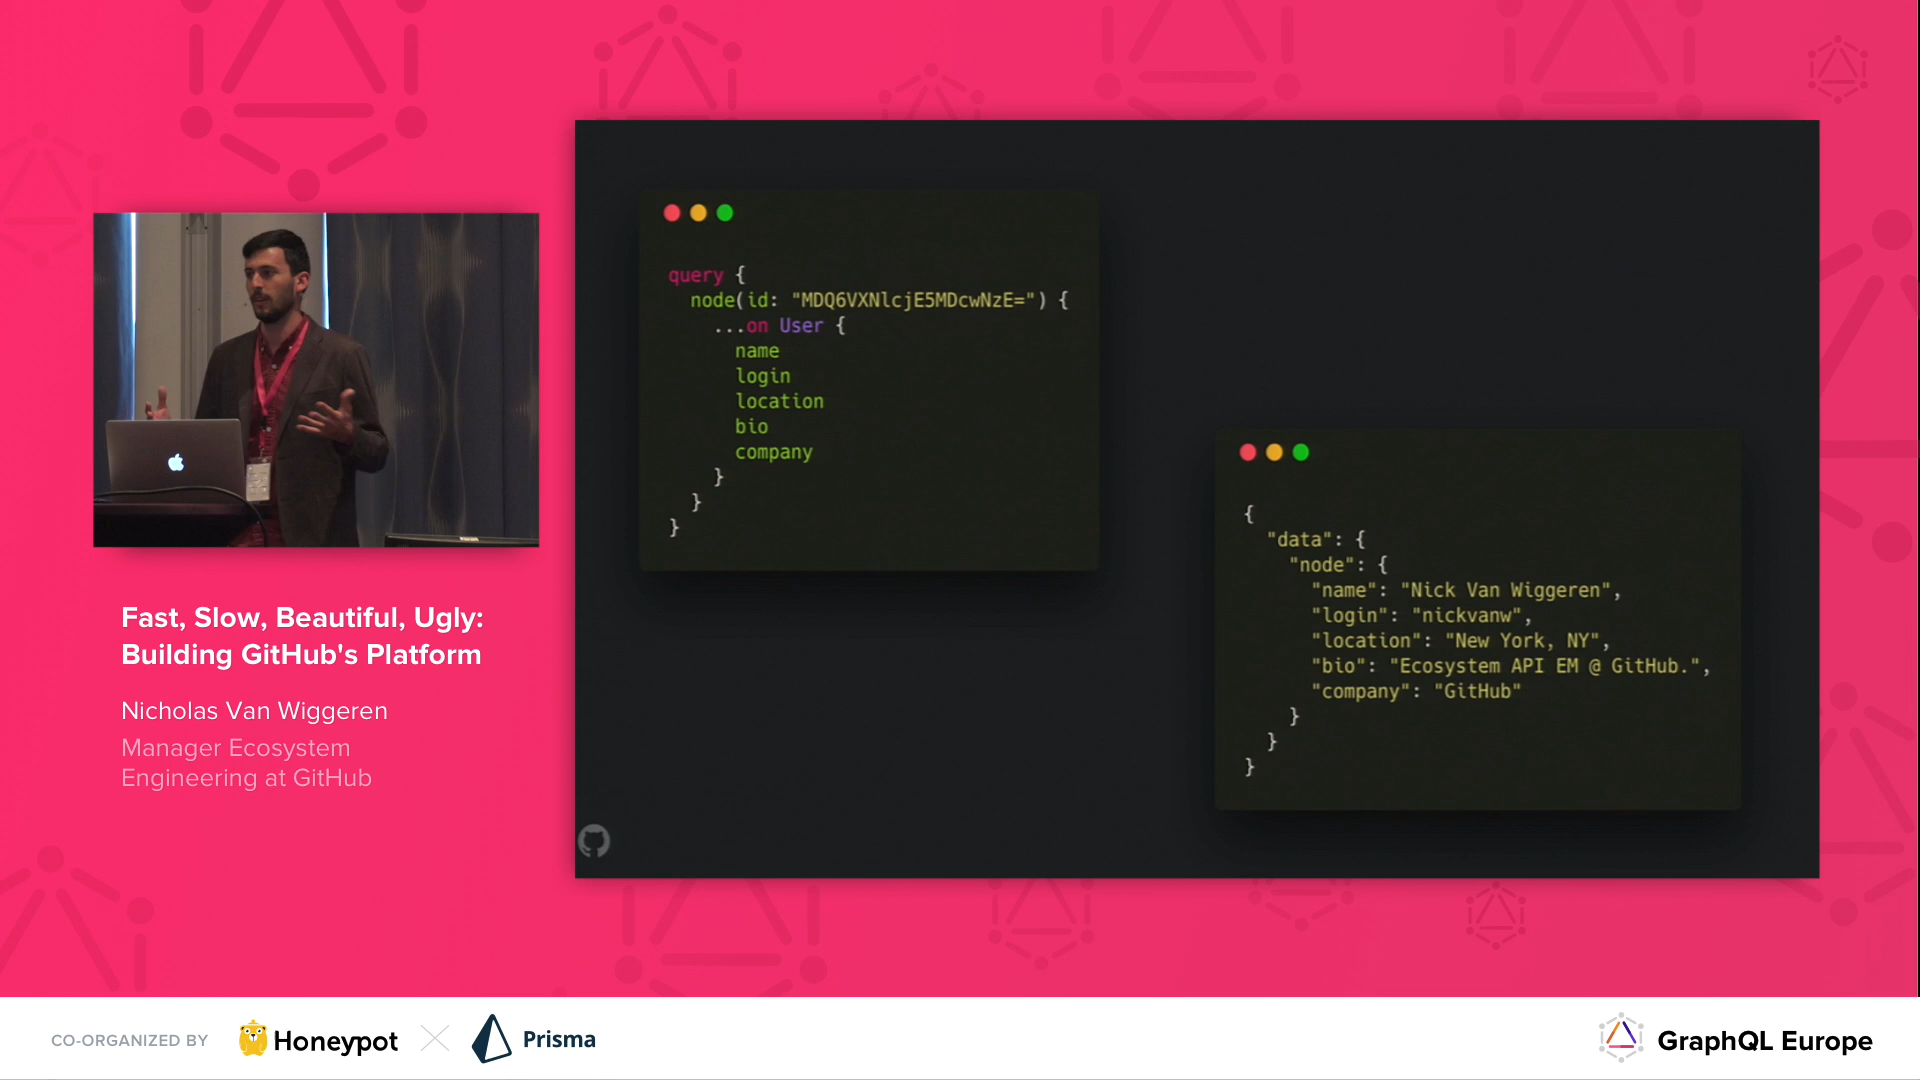 Fast, Slow, Beautiful, Ugly:
Building GitHub's Platform
Nicholas Van Wiggeren
Manager Ecosystem
Engineering at GitHub
query {
  node(id: "MDQ6VXNlcjE5MDcwNzE=") {
    ...on User {
      name
      login
      location
      bio
      company
    }
  }
}
{
  "data": {
    "node": {
      "name": "Nick Van Wiggeren",
      "login": "nickvanw",
      "location": "New York, NY",
      "bio": "Ecosystem API EM @ GitHub.",
      "company": "GitHub"
    }
  }
}
CO-ORGANIZED BY Honeypot Prisma
GraphQL Europe